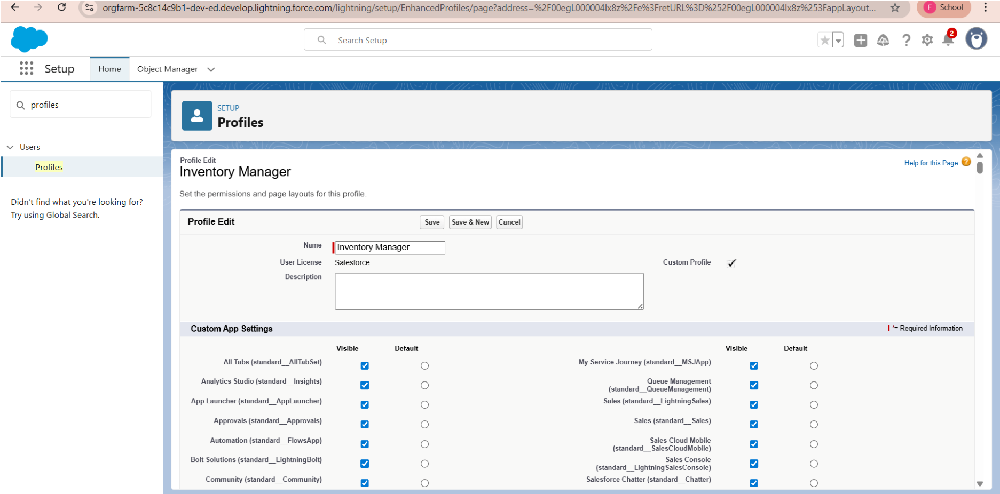 orgfarm-5c8c14c9b1-dev-ed.develop.lightning.force.com/lightning/setup/EnhancedProfiles/page?address=%2F00egL000004Ix8z%2Fe%3FretURL%3D%252F00egL000004Ix8z%253FappLayout...
F School
Search Setup
2
Setup
Home
Object Manager
profiles
Users
Profiles
Didn't find what you're looking for?
Try using Global Search.
SETUP
Profiles
Profile Edit
Inventory Manager
Help for this Page ?
Set the permissions and page layouts for this profile.
Profile Edit
Save
Save & New
Cancel
Name Inventory Manager
User License Salesforce
Custom Profile
Description
Custom App Settings
*= Required Information
Visible Default Visible Default
All Tabs (standard__AllTabSet)
My Service Journey (standard__MSJApp)
Analytics Studio (standard__Insights)
Queue Management
(standard__QueueManagement)
App Launcher (standard__AppLauncher)
Sales (standard__LightningSales)
Approvals (standard__Approvals)
Sales (standard__Sales)
Automation (standard__FlowsApp)
Sales Cloud Mobile
(standard__SalesCloudMobile)
Bolt Solutions (standard__LightningBolt)
Sales Console
(standard__LightningSalesConsole)
Community (standard__Community)
Salesforce Chatter (standard__Chatter)